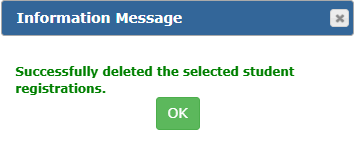 Information Message
Successfully deleted the selected student
registrations.
OK